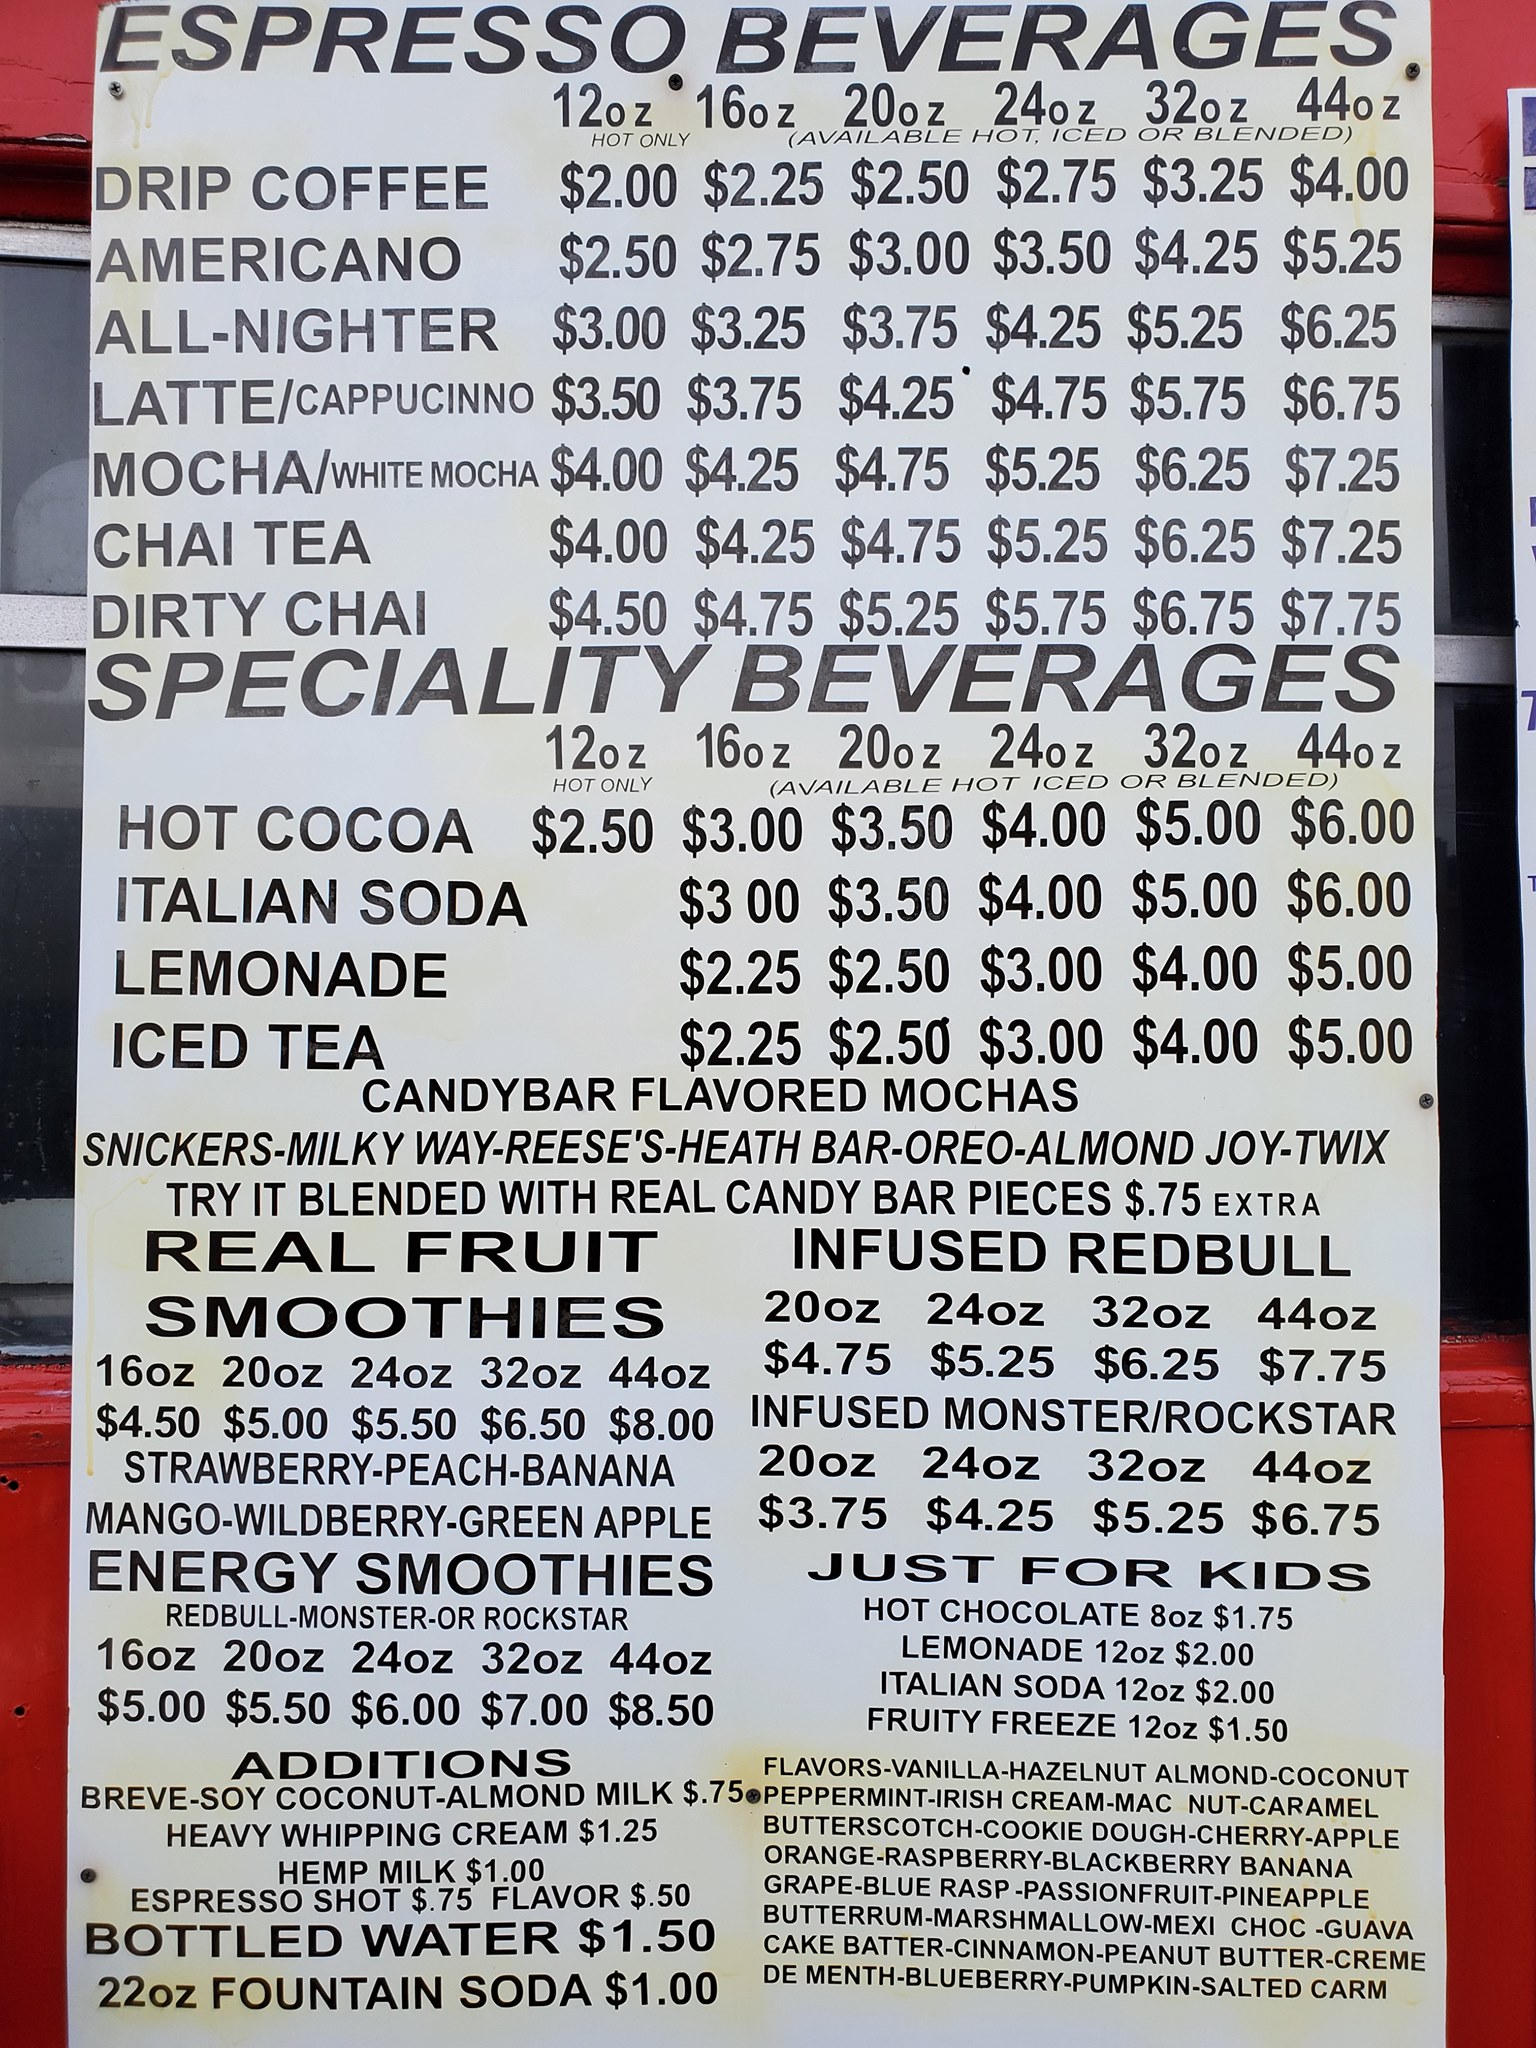 ESPRESSO BEVERAGES
12oz 16oz 20oz 24oz 32oz 44oz
HOT ONLY (AVAILABLE HOT, ICED OR BLENDED)
DRIP COFFEE $2.00 $2.25 $2.50 $2.75 $3.25 $4.00
AMERICANO $2.50 $2.75 $3.00 $3.50 $4.25 $5.25
ALL-NIGHTER $3.00 $3.25 $3.75 $4.25 $5.25 $6.25
LATTE/CAPPUCINNO $3.50 $3.75 $4.25 $4.75 $5.75 $6.75
MOCHA/WHITE MOCHA $4.00 $4.25 $4.75 $5.25 $6.25 $7.25
CHAI TEA $4.00 $4.25 $4.75 $5.25 $6.25 $7.25
DIRTY CHAI $4.50 $4.75 $5.25 $5.75 $6.75 $7.75
SPECIALITY BEVERAGES
12oz 16oz 20oz 24oz 32oz 44oz
HOT ONLY (AVAILABLE HOT ICED OR BLENDED)
HOT COCOA $2.50 $3.00 $3.50 $4.00 $5.00 $6.00
ITALIAN SODA $3 00 $3.50 $4.00 $5.00 $6.00
LEMONADE $2.25 $2.50 $3.00 $4.00 $5.00
ICED TEA $2.25 $2.50 $3.00 $4.00 $5.00
CANDYBAR FLAVORED MOCHAS
SNICKERS-MILKY WAY-REESE'S-HEATH BAR-OREO-ALMOND JOY-TWIX
TRY IT BLENDED WITH REAL CANDY BAR PIECES $.75 EXTRA
REAL FRUIT
SMOOTHIES
16oz 20oz 24oz 32oz 44oz
$4.50 $5.00 $5.50 $6.50 $8.00
STRAWBERRY-PEACH-BANANA
MANGO-WILDBERRY-GREEN APPLE
ENERGY SMOOTHIES
REDBULL-MONSTER-OR ROCKSTAR
16oz 20oz 24oz 32oz 44oz
$5.00 $5.50 $6.00 $7.00 $8.50
ADDITIONS
BREVE-SOY COCONUT-ALMOND MILK $.75
HEAVY WHIPPING CREAM $1.25
HEMP MILK $1.00
ESPRESSO SHOT $.75 FLAVOR $.50
BOTTLED WATER $1.50
22oz FOUNTAIN SODA $1.00
INFUSED REDBULL
20oz 24oz 32oz 44oz
$4.75 $5.25 $6.25 $7.75
INFUSED MONSTER/ROCKSTAR
20oz 24oz 32oz 44oz
$3.75 $4.25 $5.25 $6.75
JUST FOR KIDS
HOT CHOCOLATE 8oz $1.75
LEMONADE 12oz $2.00
ITALIAN SODA 12oz $2.00
FRUITY FREEZE 12oz $1.50
FLAVORS-VANILLA-HAZELNUT ALMOND-COCONUT
PEPPERMINT-IRISH CREAM-MAC NUT-CARAMEL
BUTTERSCOTCH-COOKIE DOUGH-CHERRY-APPLE
ORANGE-RASPBERRY-BLACKBERRY BANANA
GRAPE-BLUE RASP-PASSIONFRUIT-PINEAPPLE
BUTTERRUM-MARSHMALLOW-MEXI CHOC -GUAVA
CAKE BATTER-CINNAMON-PEANUT BUTTER-CREME
DE MENTH-BLUEBERRY-PUMPKIN-SALTED CARM